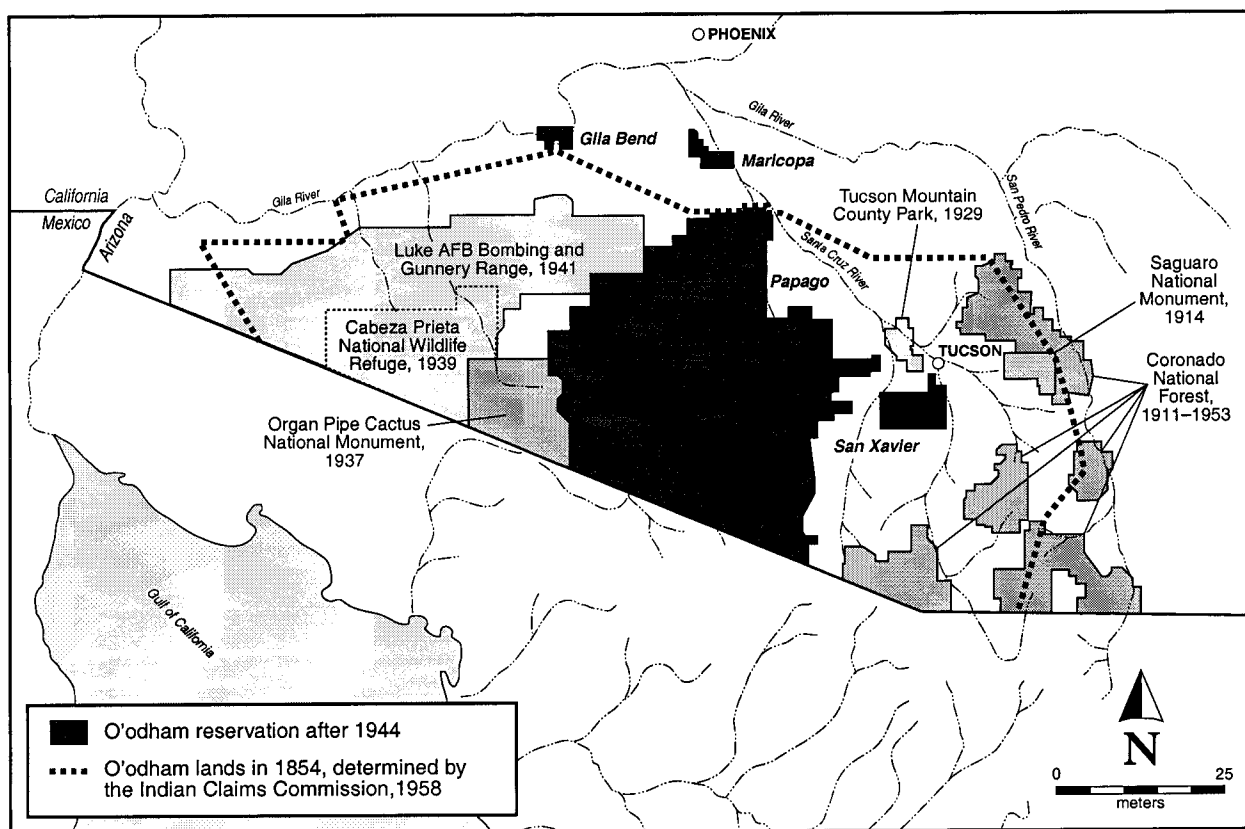 PHOENIX
Gila River
Gila Bend
Maricopa
San Pedro River
California
Mexico
Arizona
Gila River
Tucson Mountain
County Park, 1929
Santa Cruz River
Luke AFB Bombing and
Gunnery Range, 1941
Papago
Saguaro
National
Monument,
1914
Cabeza Prieta
National Wildlife
Refuge, 1939
TUCSON
Coronado
National
Forest,
1911–1953
Organ Pipe Cactus
National Monument,
1937
San Xavier
Gulf of California
O'odham reservation after 1944
O'odham lands in 1854, determined by
the Indian Claims Commission,1958
N
0 25
meters